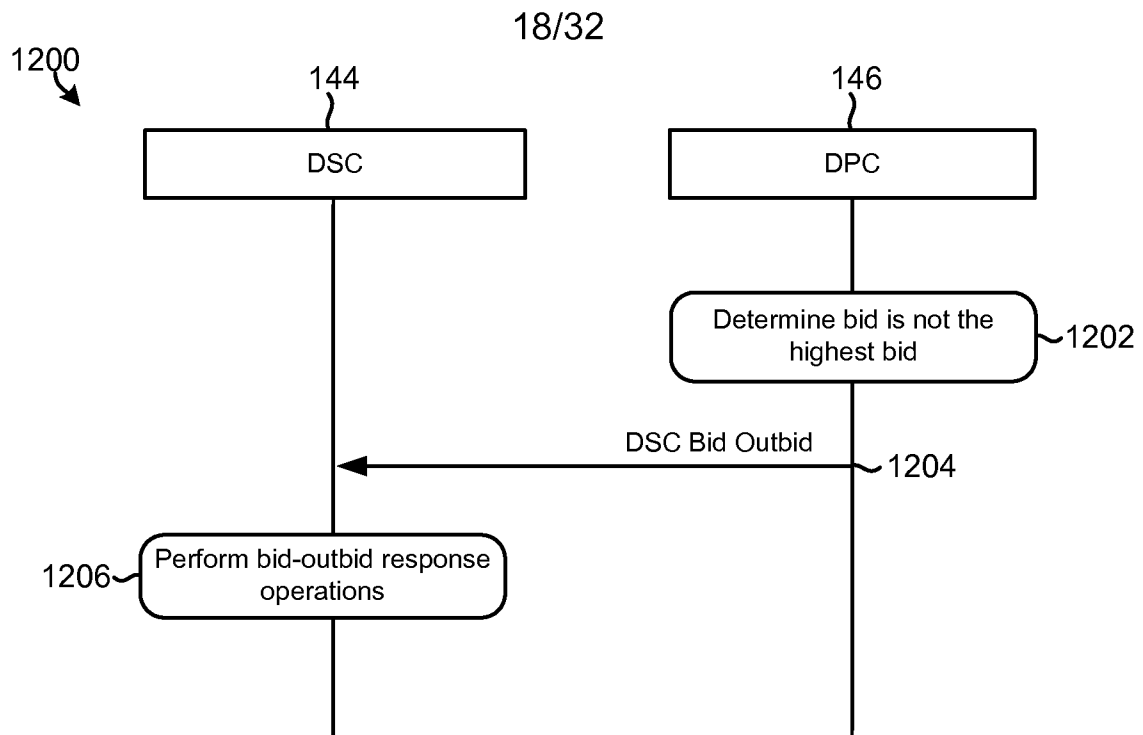 18/32
1200
144
146
DSC
DPC
Determine bid is not the
highest bid
1202
DSC Bid Outbid
1204
Perform bid-outbid response
operations
1206